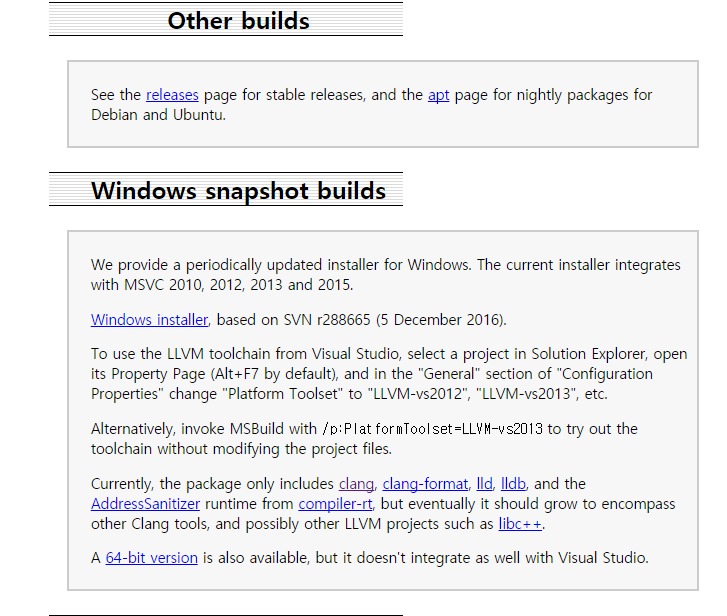 Other builds
See the releases page for stable releases, and the apt page for nightly packages for
Debian and Ubuntu.
Windows snapshot builds
We provide a periodically updated installer for Windows. The current installer integrates
with MSVC 2010, 2012, 2013 and 2015.
Windows installer, based on SVN r288665 (5 December 2016).
To use the LLVM toolchain from Visual Studio, select a project in Solution Explorer, open
its Property Page (Alt+F7 by default), and in the "General" section of "Configuration
Properties" change "Platform Toolset" to "LLVM-vs2012", "LLVM-vs2013", etc.
Alternatively, invoke MSBuild with /p:PlatformToolset=LLVM-vs2013 to try out the
toolchain without modifying the project files.
Currently, the package only includes clang, clang-format, lld, lldb, and the
AddressSanitizer runtime from compiler-rt, but eventually it should grow to encompass
other Clang tools, and possibly other LLVM projects such as libc++.
A 64-bit version is also available, but it doesn't integrate as well with Visual Studio.